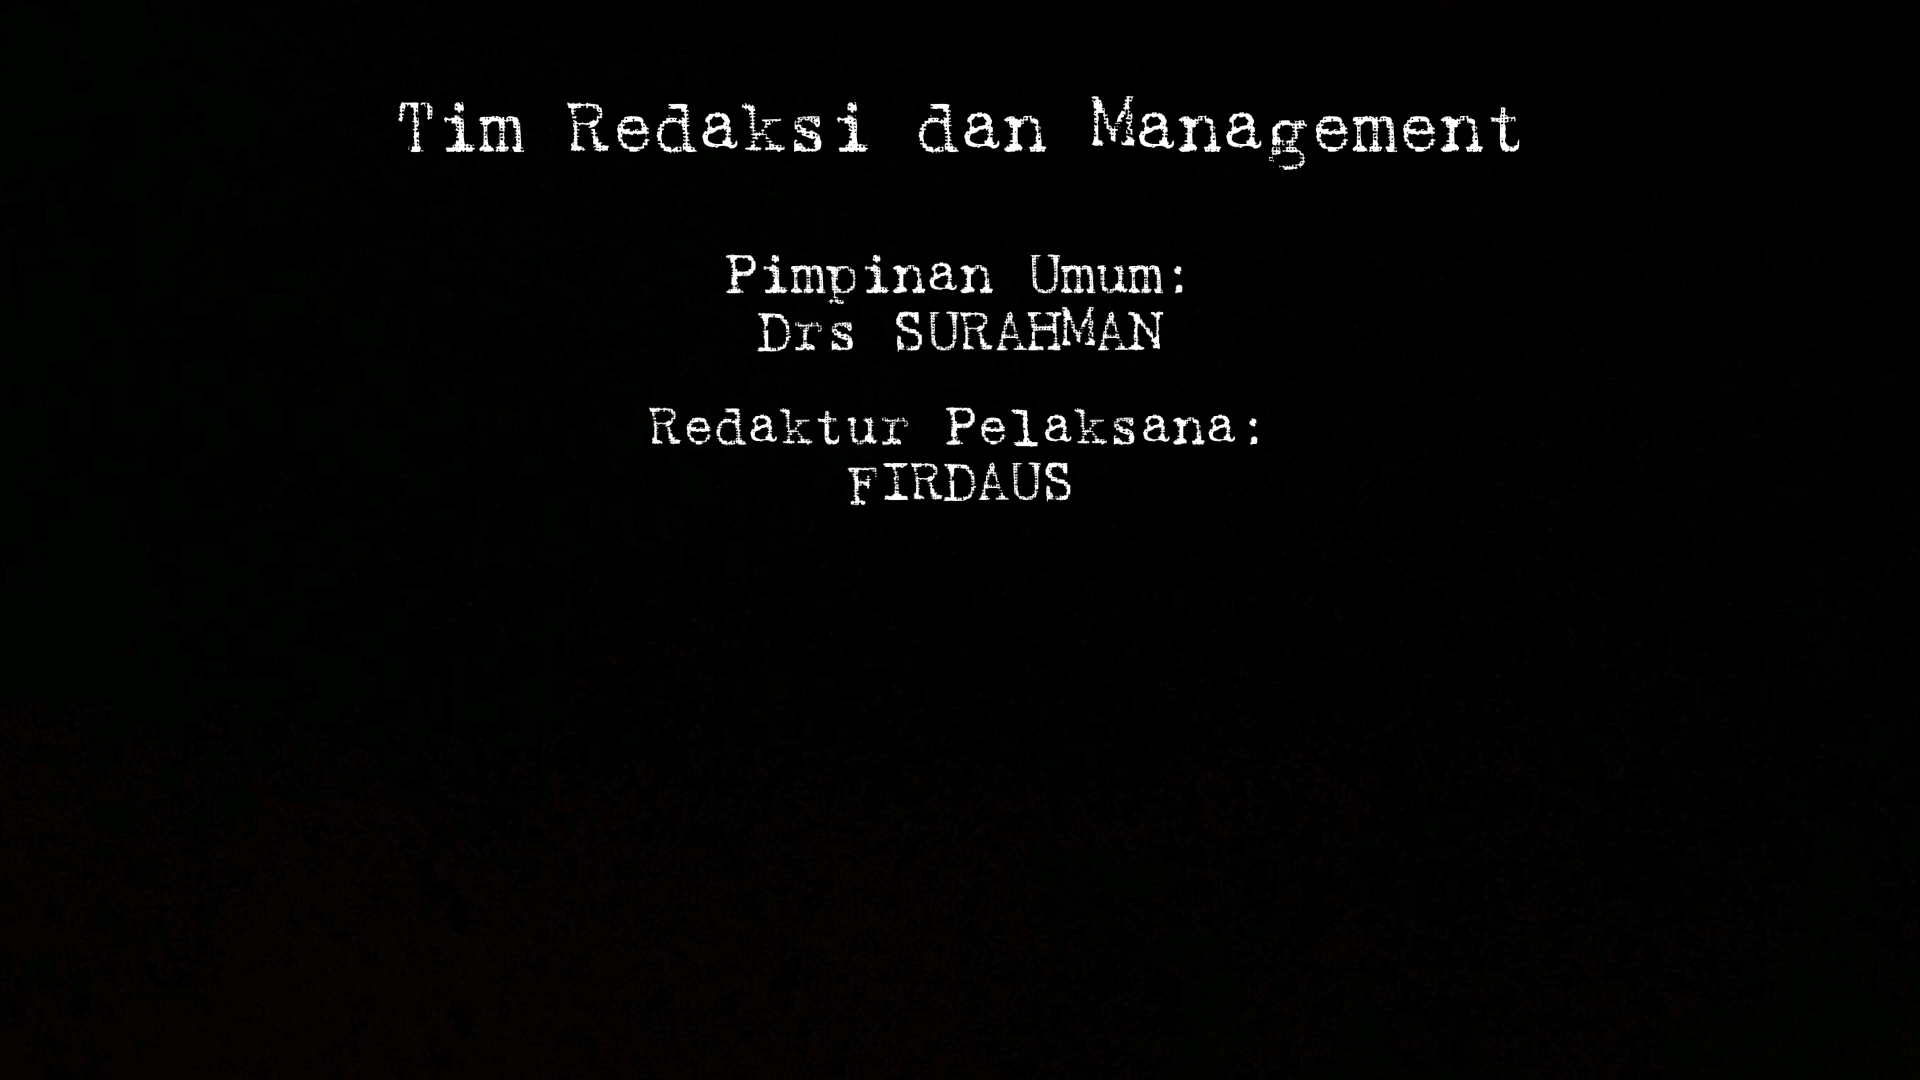 Tim Redaksi dan Management
Pimpinan Umum:
Drs SURAHMAN
Redaktur Pelaksana:
FIRDAUS